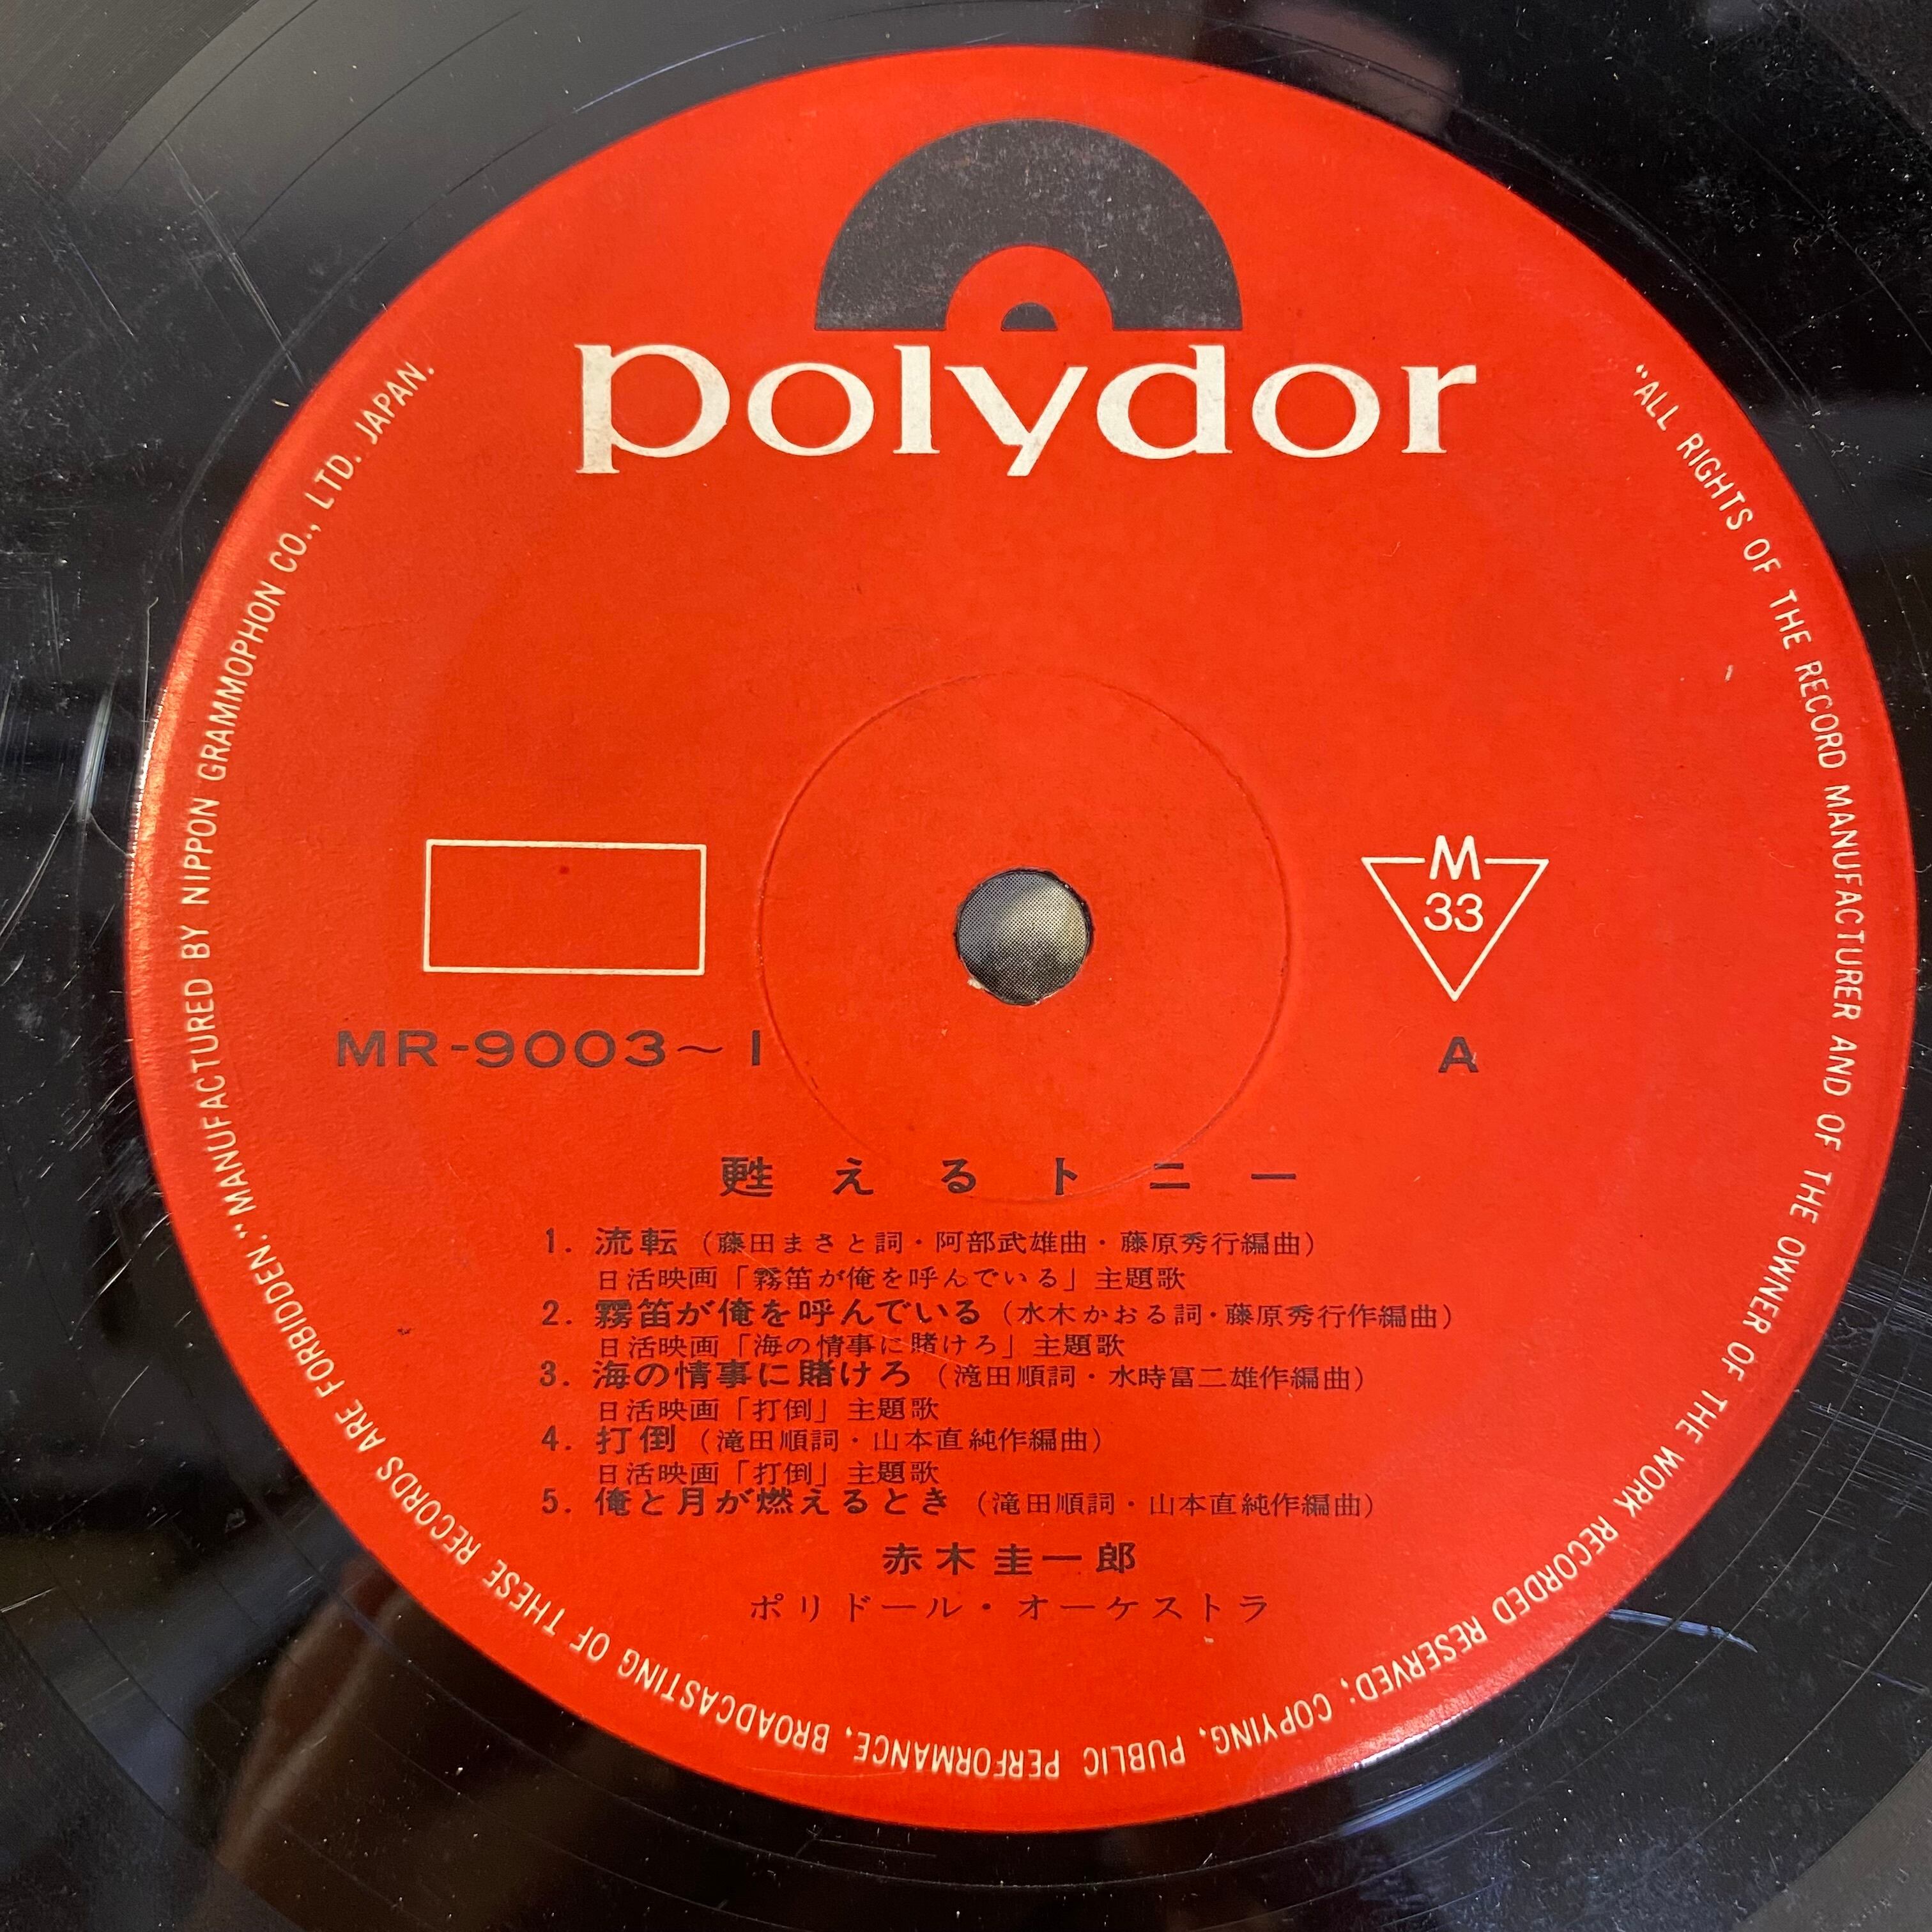 polydor
"MANUFACTURED BY NIPPON GRAMMOPHON CO., LTD. JAPAN.
"ALL RIGHTS OF THE RECORD MANUFACTURER AND OF THE OWNER OF THE WORK RECORDED RESERVED; COPYING, PUBLIC PERFORMANCE, BROADCASTING OF THESE RECORDS ARE FORBIDDEN."
M
33
MR-9003~1
A
甦えるトニー
1. 流転 (藤田まさと詞・阿部武雄曲・藤原秀行編曲)
日活映画「霧笛が俺を呼んでいる」主題歌
2. 霧笛が俺を呼んでいる (水木かおる詞・藤原秀行作編曲)
日活映画「海の情事に賭けろ」主題歌
3. 海の情事に賭けろ (滝田順詞・水時富二雄作編曲)
日活映画「打倒」主題歌
4. 打倒 (滝田順詞・山本直純作編曲)
日活映画「打倒」主題歌
5. 俺と月が燃えるとき (滝田順詞・山本直純作編曲)
赤木圭一郎
ポリドール・オーケストラ